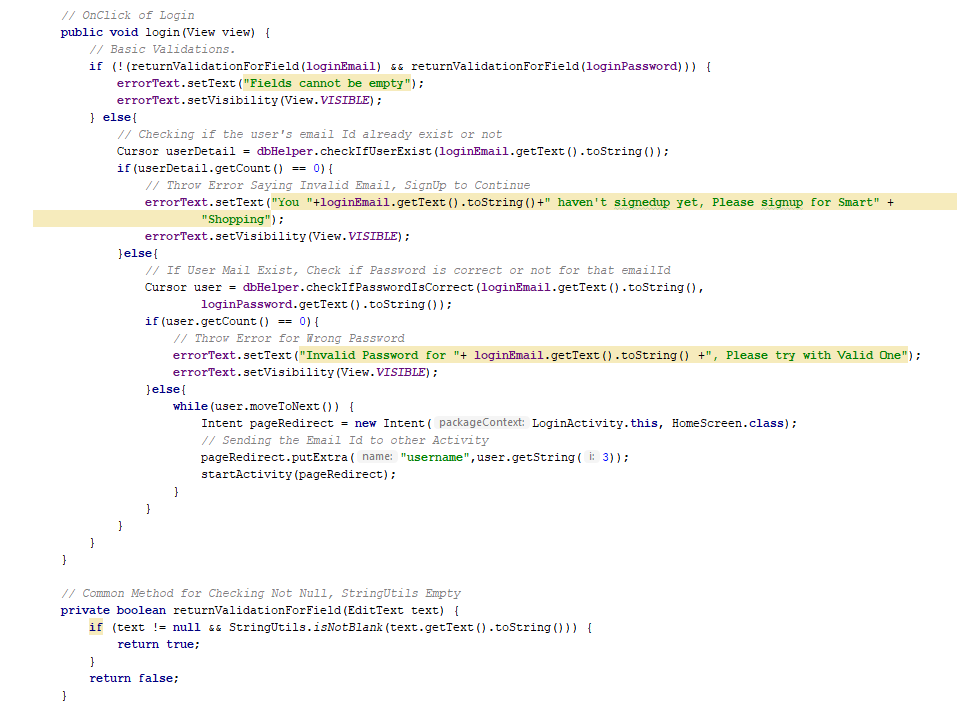 // OnClick of Login
public void login(View view) {
// Basic Validations.
if (!(returnValidationForField(loginEmail) && returnValidationForField(loginPassword))) {
errorText.setText("Fields cannot be empty");
errorText.setVisibility(View.VISIBLE);
} else{
// Checking if the user's email Id already exist or not
Cursor userDetail = dbHelper.checkIfUserExist(loginEmail.getText().toString());
if(userDetail.getCount() == 0){
// Throw Error Saying Invalid Email, SignUp to Continue
errorText.setText("You "+loginEmail.getText().toString()+" haven't signedup yet, Please signup for Smart" +
"Shopping");
errorText.setVisibility(View.VISIBLE);
}else{
// If User Mail Exist, Check if Password is correct or not for that emailId
Cursor user = dbHelper.checkIfPasswordIsCorrect(loginEmail.getText().toString(),
loginPassword.getText().toString());
if(user.getCount() == 0){
// Throw Error for Wrong Password
errorText.setText("Invalid Password for "+ loginEmail.getText().toString() +", Please try with Valid One");
errorText.setVisibility(View.VISIBLE);
}else{
while(user.moveToNext()) {
Intent pageRedirect = new Intent( packageContext: LoginActivity.this, HomeScreen.class);
// Sending the Email Id to other Activity
pageRedirect.putExtra( name: "username",user.getString( i: 3));
startActivity(pageRedirect);
}
}
}
}
}
// Common Method for Checking Not Null, StringUtils Empty
private boolean returnValidationForField(EditText text) {
if (text != null && StringUtils.isNotBlank(text.getText().toString())) {
return true;
}
return false;
}